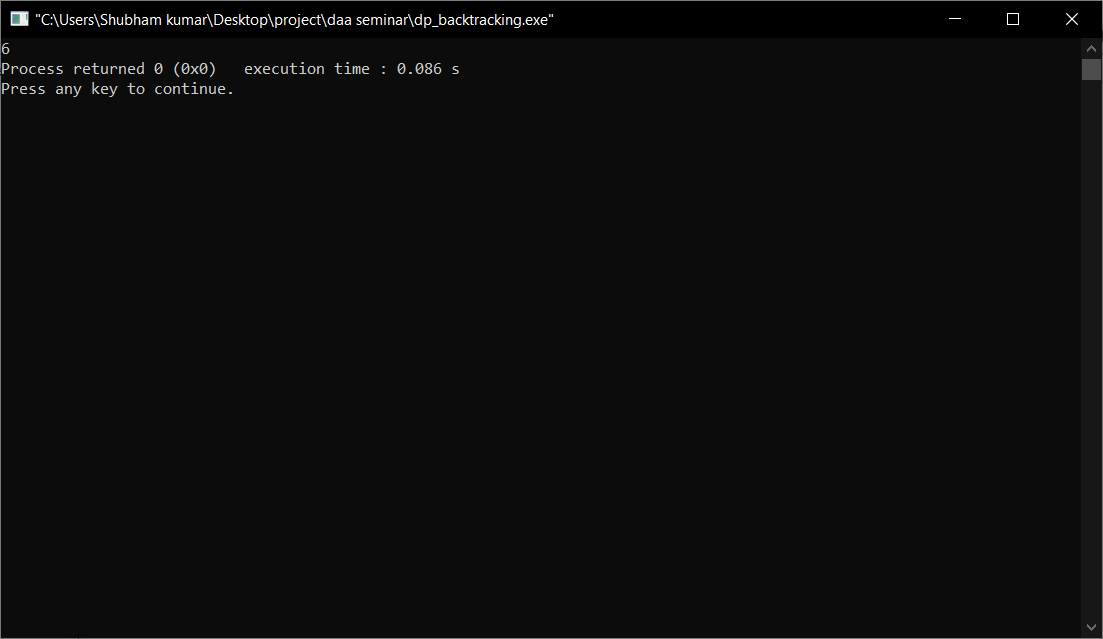 "C:\Users\Shubham kumar\Desktop\project\daa seminar\dp_backtracking.exe"
6
Process returned 0 (0x0)   execution time : 0.086 s
Press any key to continue.